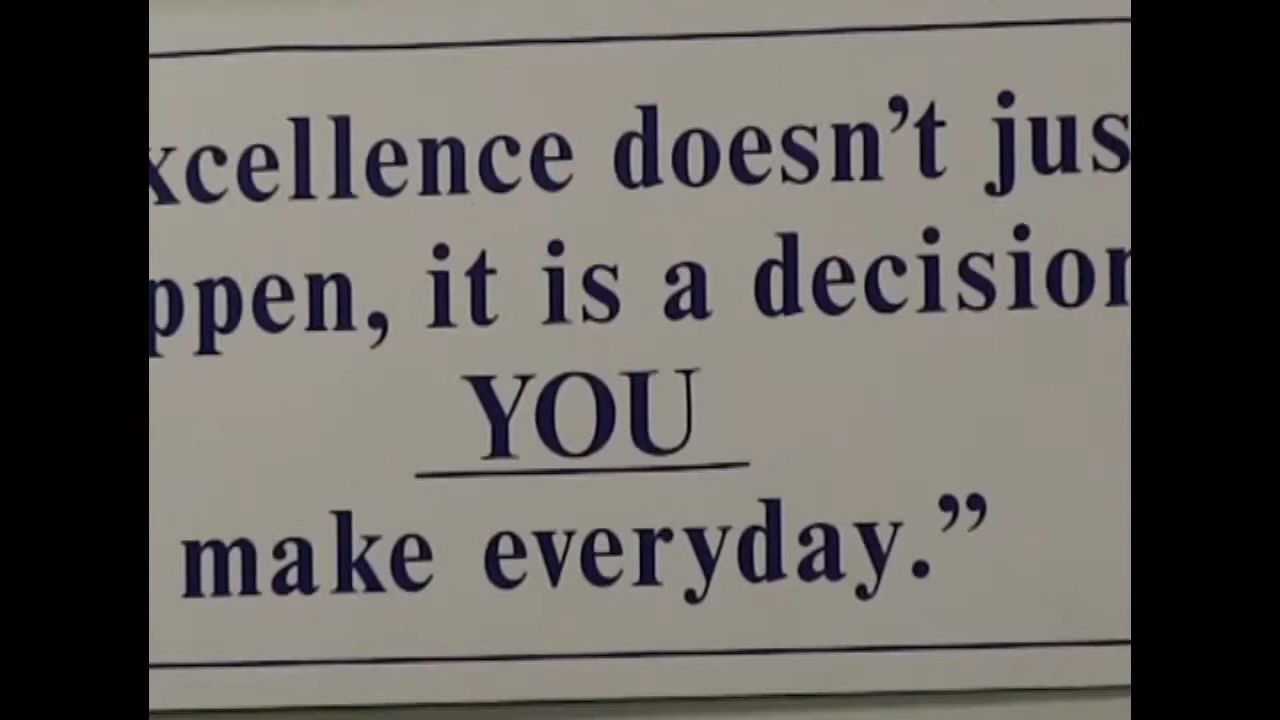 xcellence doesn't jus
ppen, it is a decision
YOU
make everyday.”